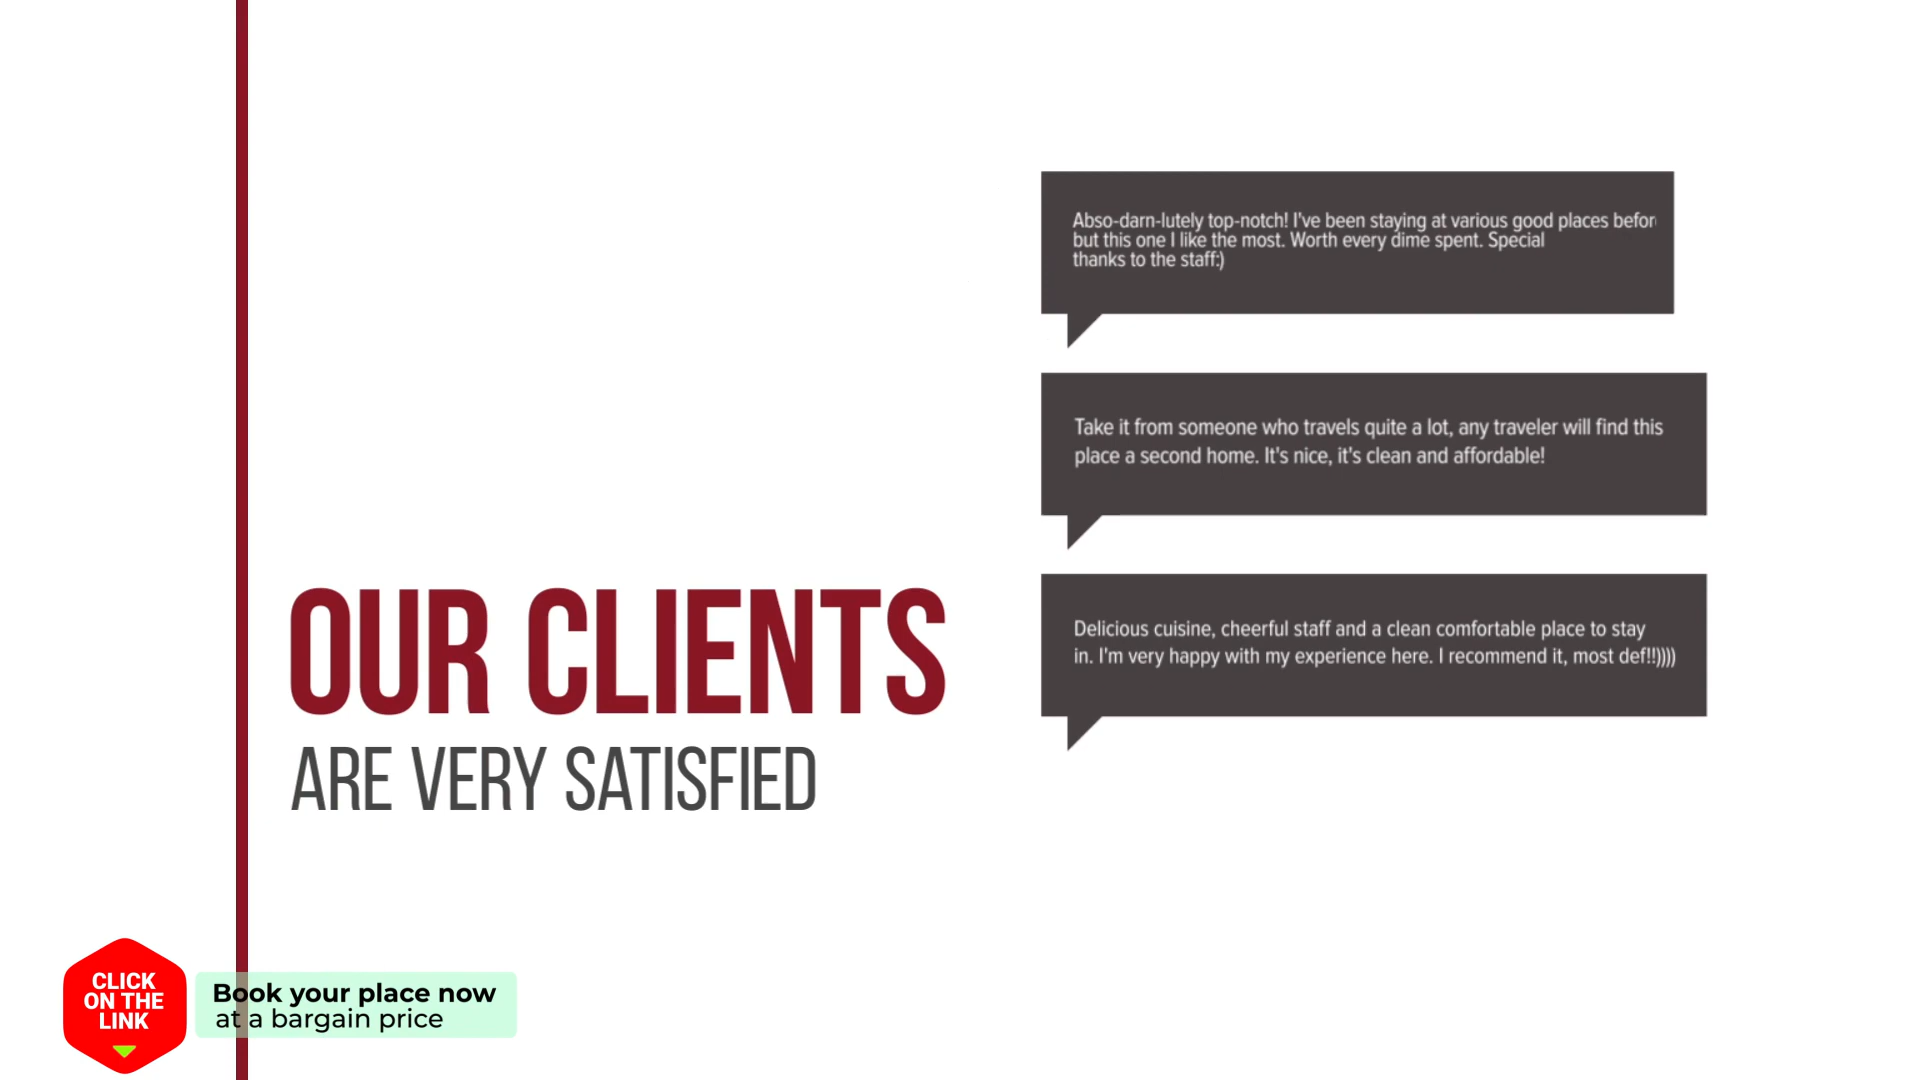 Abso-darn-lutely top-notch! I've been staying at various good places befor
but this one I like the most. Worth every dime spent. Special
thanks to the staff:)
Take it from someone who travels quite a lot, any traveler will find this
place a second home. It's nice, it's clean and affordable!
Delicious cuisine, cheerful staff and a clean comfortable place to stay
in. I'm very happy with my experience here. I recommend it, most def!!))))
OUR CLIENTS
ARE VERY SATISFIED
CLICK
ON THE
LINK
Book your place now
at a bargain price